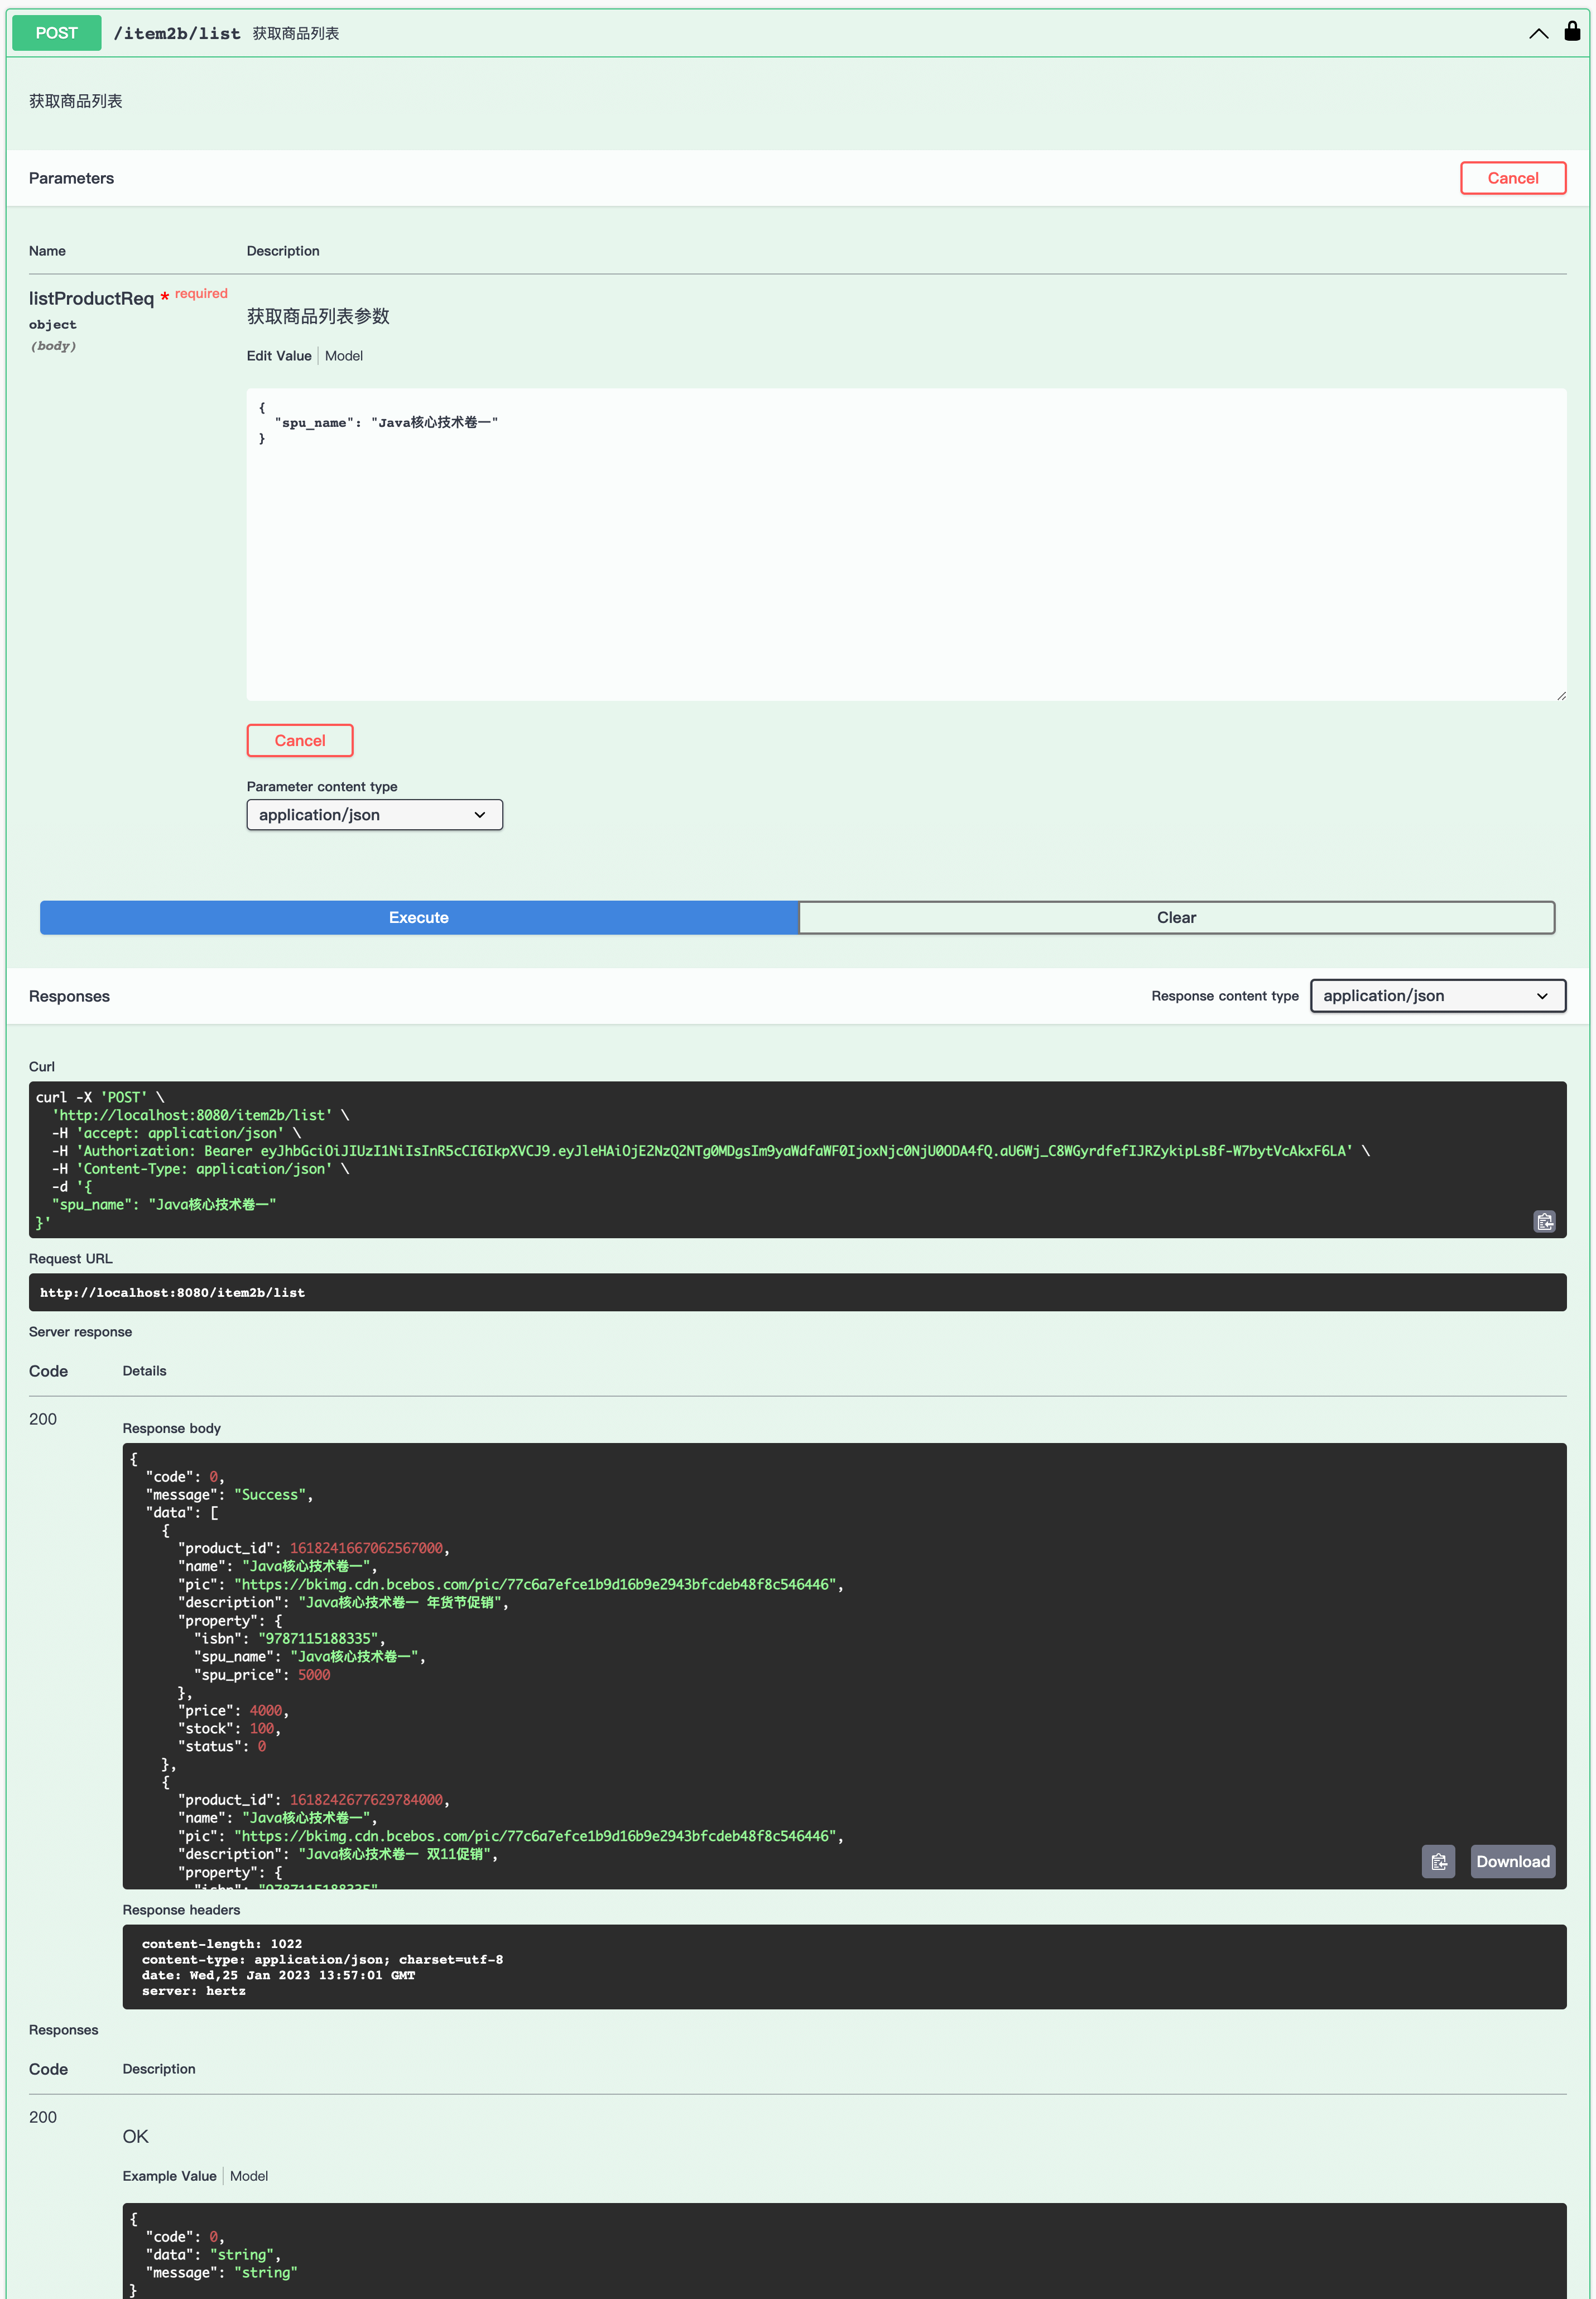 POST /item2b/list 获取商品列表
获取商品列表
Parameters
Cancel
Name Description
listProductReq * required
object
(body)
获取商品列表参数
Edit Value Model
{
"spu_name": "Java核心技术卷一"
}
Cancel
Parameter content type
application/json
Execute Clear
Responses Response content type application/json
Curl
curl -X 'POST' \
'http://localhost:8080/item2b/list' \
-H 'accept: application/json' \
-H 'Authorization: Bearer eyJhbGciOiJIUzI1NiIsInR5cCI6IkpXVCJ9.eyJleHAiOjE2NzQ2NTg0MDgsIm9yaWdfaWF0IjoxNjc0NjU0ODA4fQ.aU6Wj_C8WGyrdfefIJRZykipLsBf-W7bytVcAkxF6LA' \
-H 'Content-Type: application/json' \
-d '{
"spu_name": "Java核心技术卷一"
}'
Request URL
http://localhost:8080/item2b/list
Server response
Code Details
200
Response body
{
"code": 0,
"message": "Success",
"data": [
{
"product_id": 1618241667062567000,
"name": "Java核心技术卷一",
"pic": "https://bkimg.cdn.bcebos.com/pic/77c6a7efce1b9d16b9e2943bfcdeb48f8c546446",
"description": "Java核心技术卷一 年货节促销",
"property": {
"isbn": "9787115188335",
"spu_name": "Java核心技术卷一",
"spu_price": 5000
},
"price": 4000,
"stock": 100,
"status": 0
},
{
"product_id": 1618242677629784000,
"name": "Java核心技术卷一",
"pic": "https://bkimg.cdn.bcebos.com/pic/77c6a7efce1b9d16b9e2943bfcdeb48f8c546446",
"description": "Java核心技术卷一 双11促销",
"property": {
"isbn": "9787115188335"
Download
Response headers
content-length: 1022
content-type: application/json; charset=utf-8
date: Wed,25 Jan 2023 13:57:01 GMT
server: hertz
Responses
Code Description
200
OK
Example Value Model
{
"code": 0,
"data": "string",
"message": "string"
}